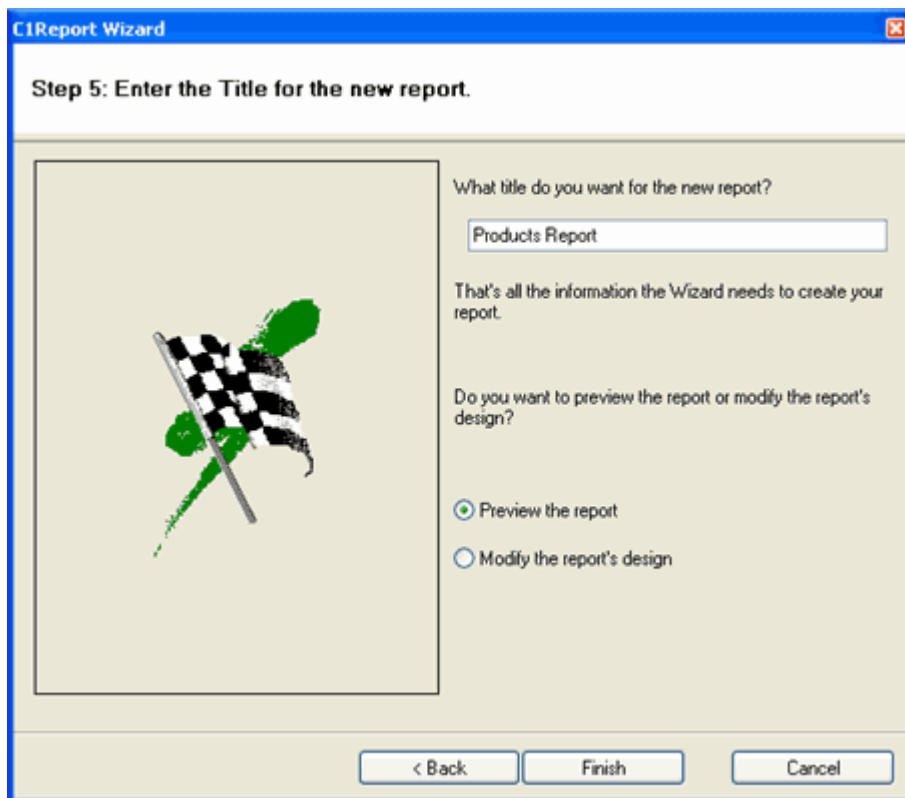 C1Report Wizard
Step 5: Enter the Title for the new report.
What title do you want for the new report?
Products Report
That's all the information the Wizard needs to create your
report.
Do you want to preview the report or modify the report's
design?
Preview the report
Modify the report's design
< Back
Finish
Cancel